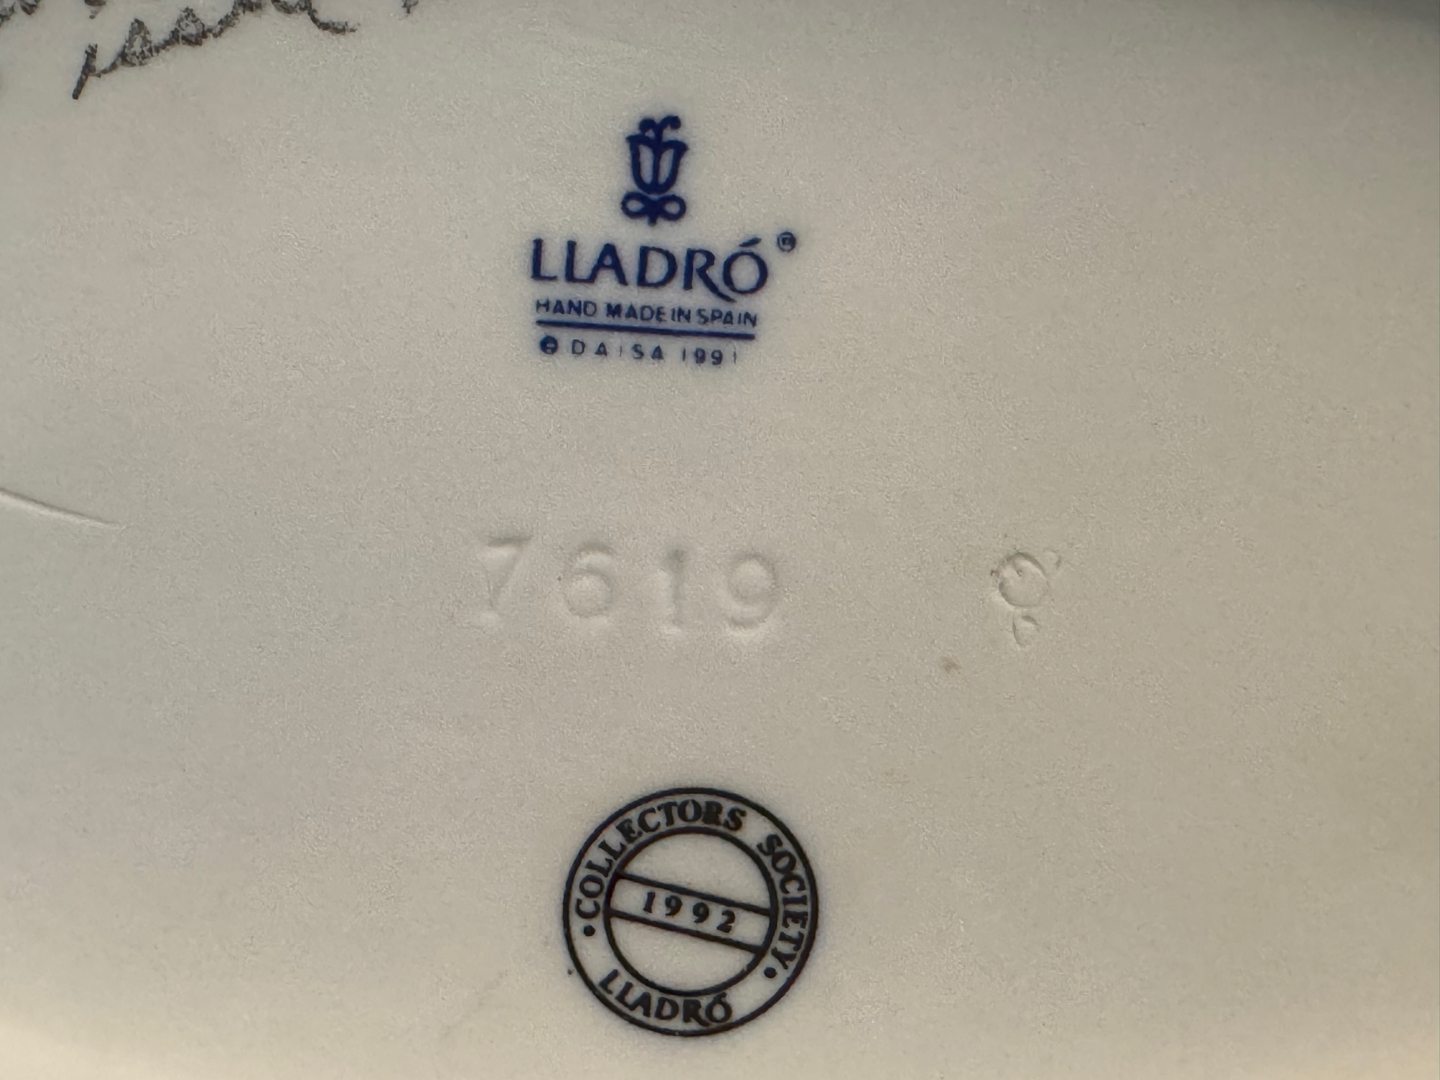 LLADRÓ®
HAND MADE IN SPAIN
© DAISA 1991
7619
·COLLECTORS SOCIETY·
1992
LLADRÓ